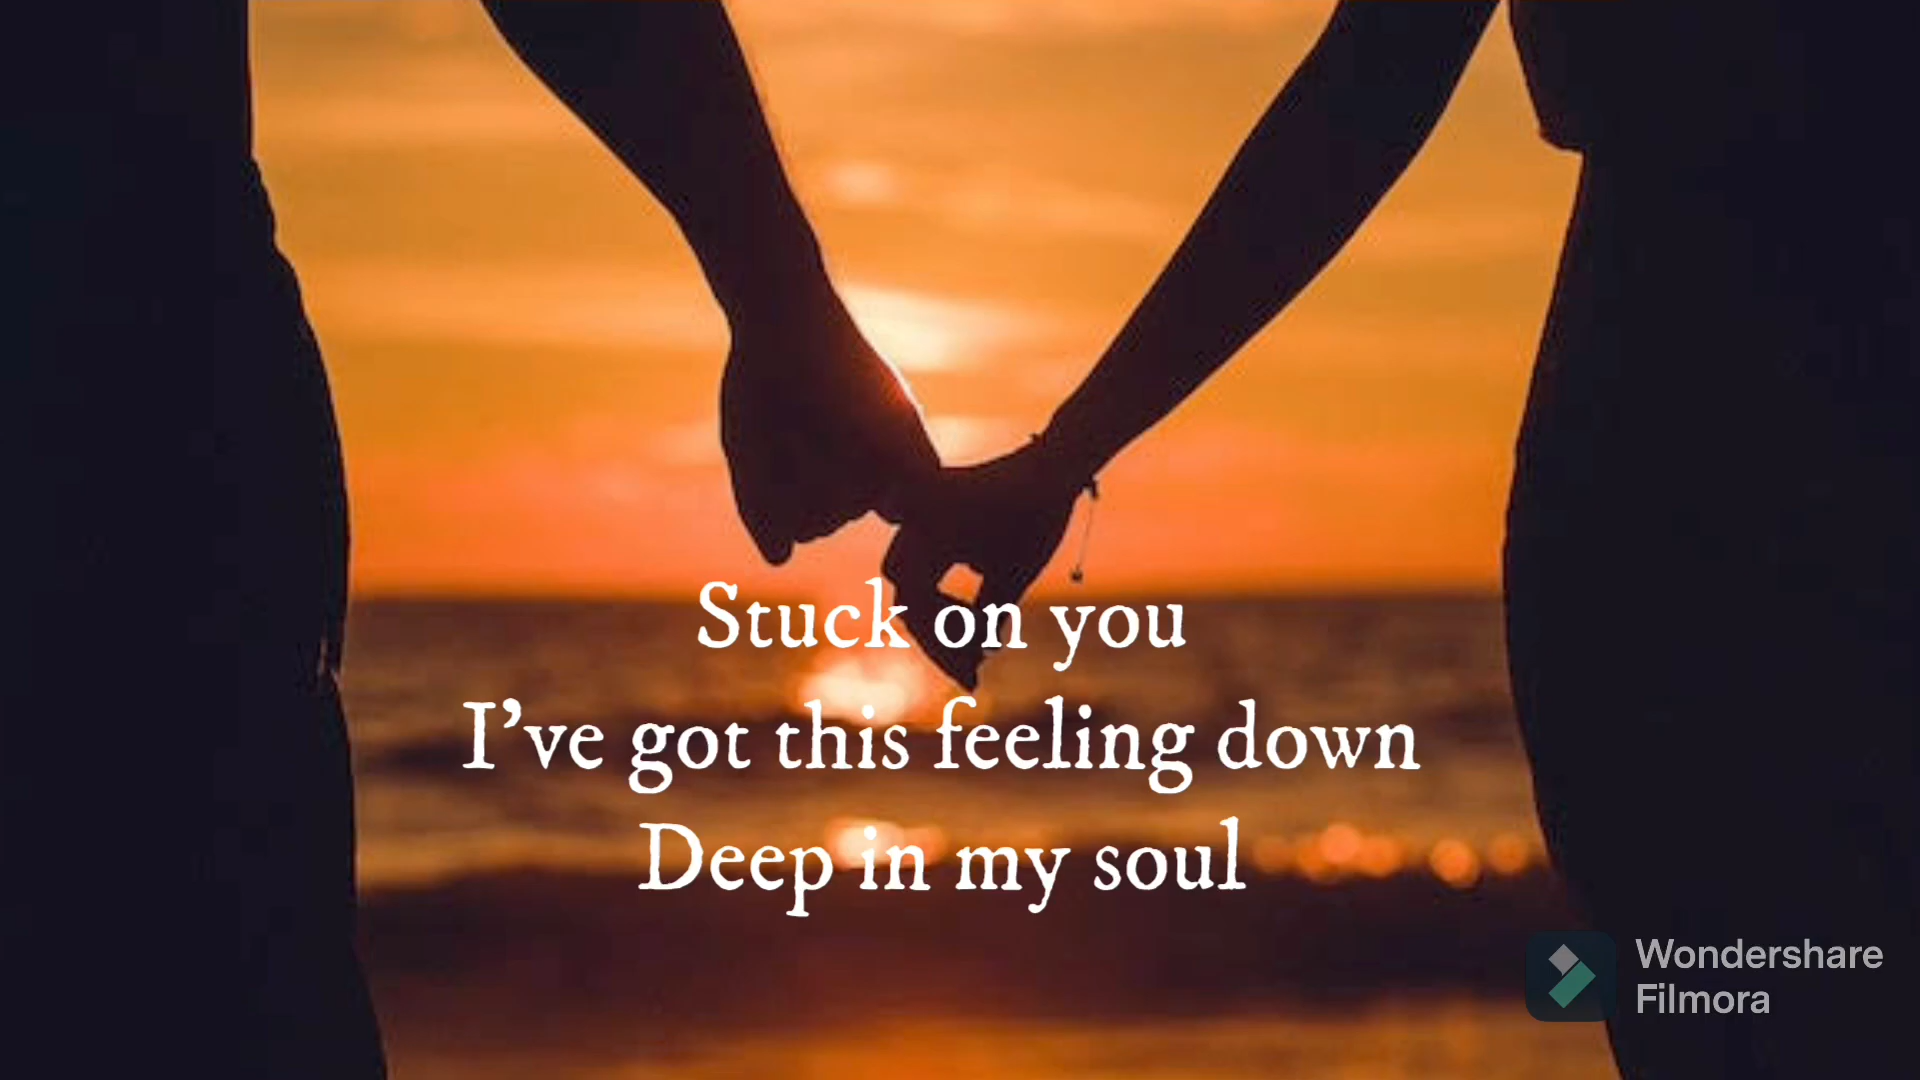 Stuck on you
I've got this feeling down
Deep in my soul
Wondershare
Filmora